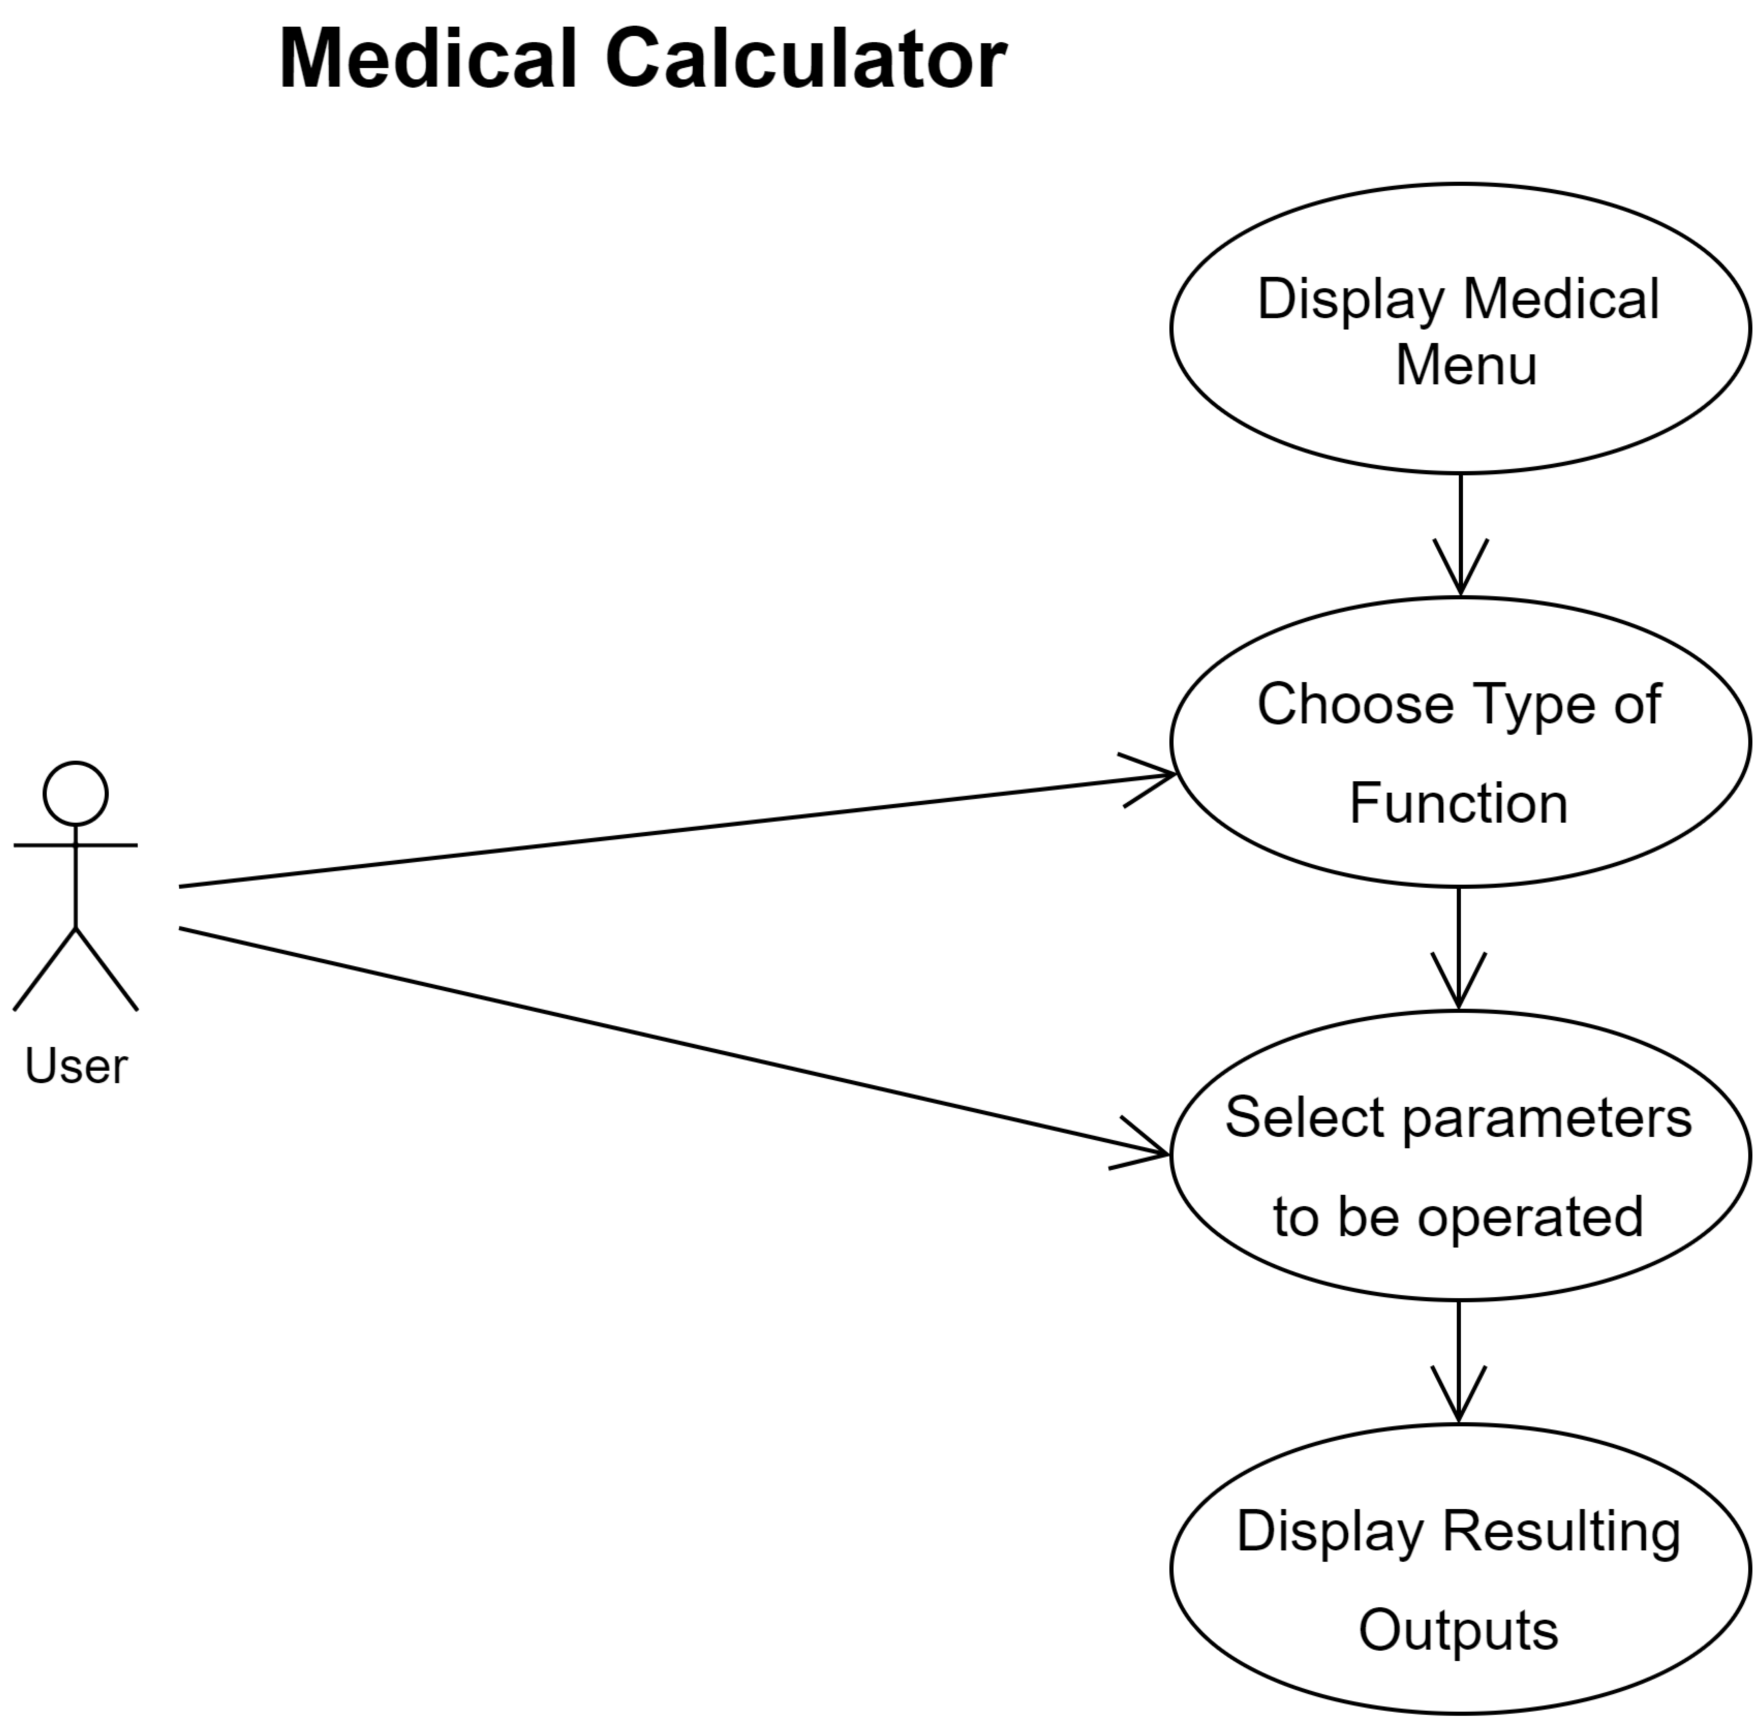 Medical Calculator
Display Medical
Menu
Choose Type of
Function
User
Select parameters
to be operated
Display Resulting
Outputs